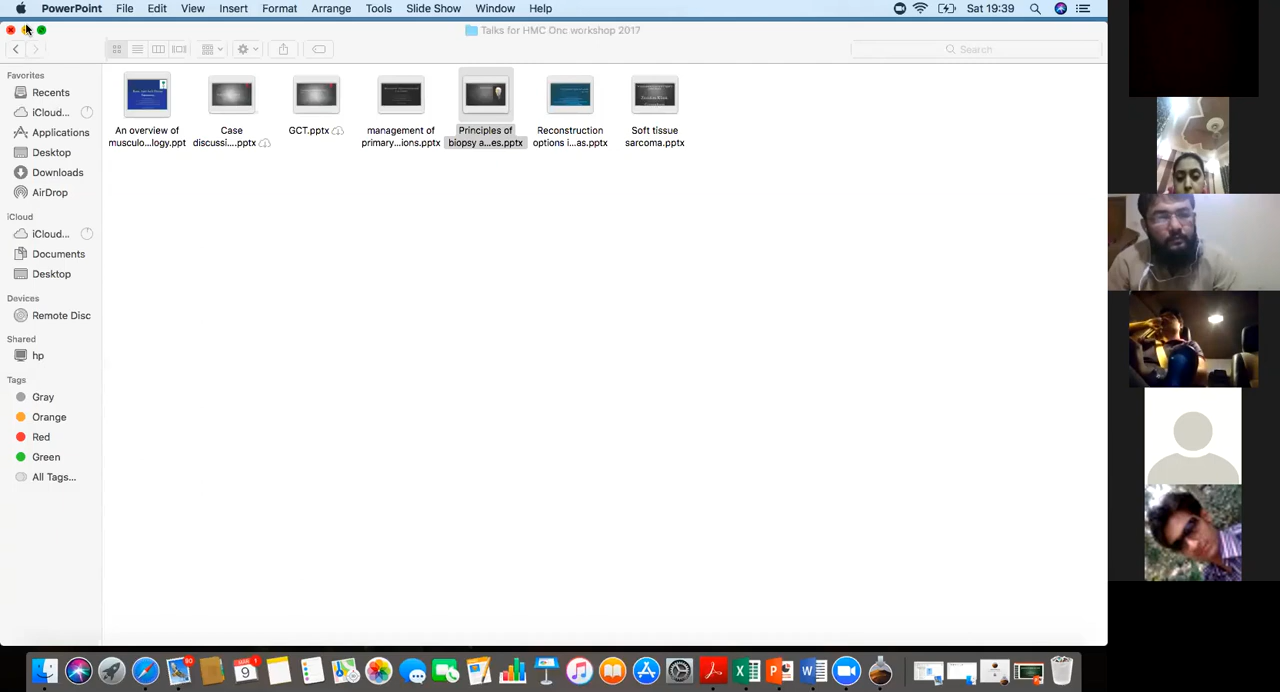 PowerPoint File Edit View Insert Format Arrange Tools Slide Show Window Help Sat 19:39
Talks for HMC Onc workshop 2017
Search
Favorites
Recents
iCloud...
Applications
Desktop
Downloads
AirDrop
iCloud
iCloud...
Documents
Desktop
Devices
Remote Disc
Shared
hp
Tags
Gray
Orange
Red
Green
All Tags...
An overview of
musculo...logy.ppt
Case
discussi....pptx
GCT.pptx
management of
primary...ions.pptx
Principles of
biopsy a...es.pptx
Reconstruction
options i...as.pptx
Soft tissue
sarcoma.pptx
9